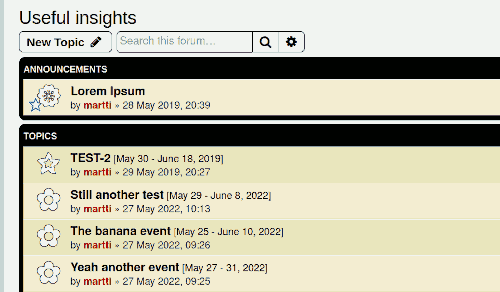 Useful insights
New Topic
Search this forum…
ANNOUNCEMENTS
Lorem Ipsum
by martti » 28 May 2019, 20:39
TOPICS
TEST-2 [May 30 - June 18, 2019]
by martti » 29 May 2019, 20:27
Still another test [May 29 - June 8, 2022]
by martti » 27 May 2022, 10:13
The banana event [May 25 - June 10, 2022]
by martti » 27 May 2022, 09:26
Yeah another event [May 27 - 31, 2022]
by martti » 27 May 2022, 09:25